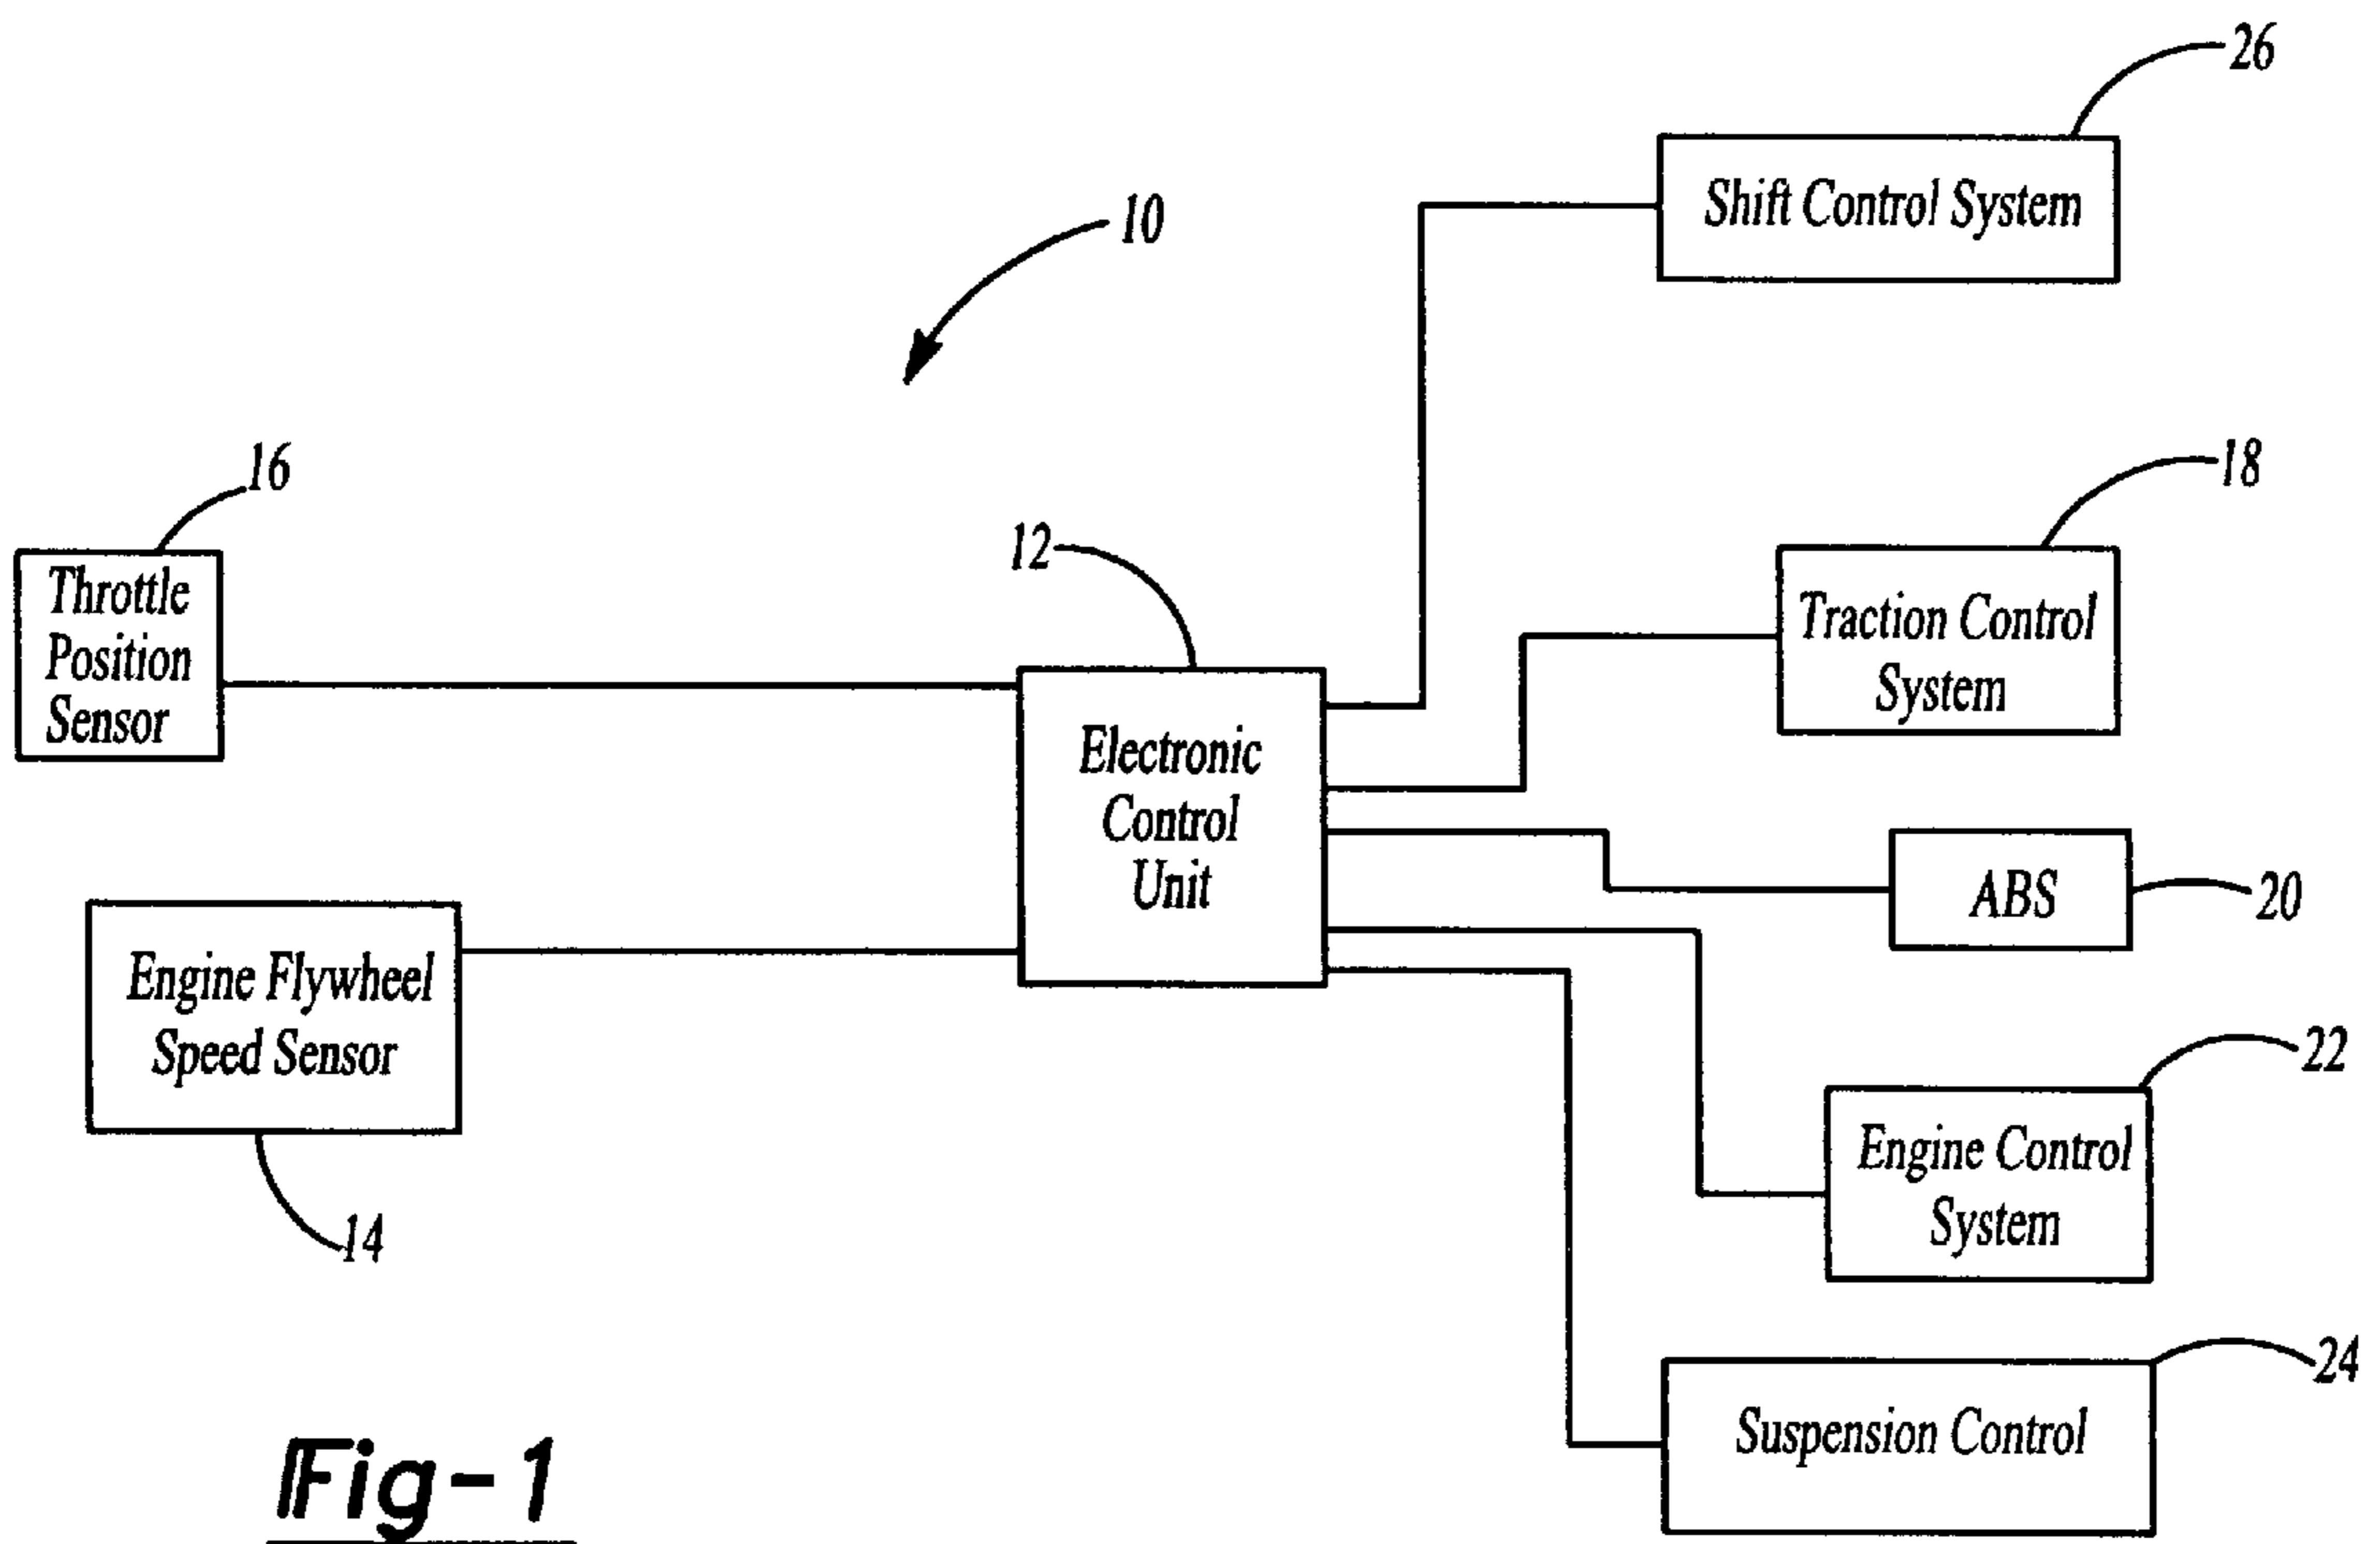 26
Shift Control System
10
18
16
12
Throttle
Position
Sensor
Traction Control
System
Electronic
Control
Unit
ABS
20
Engine Flywheel
Speed Sensor
14
22
Engine Control
System
24
Suspension Control
Fig-1